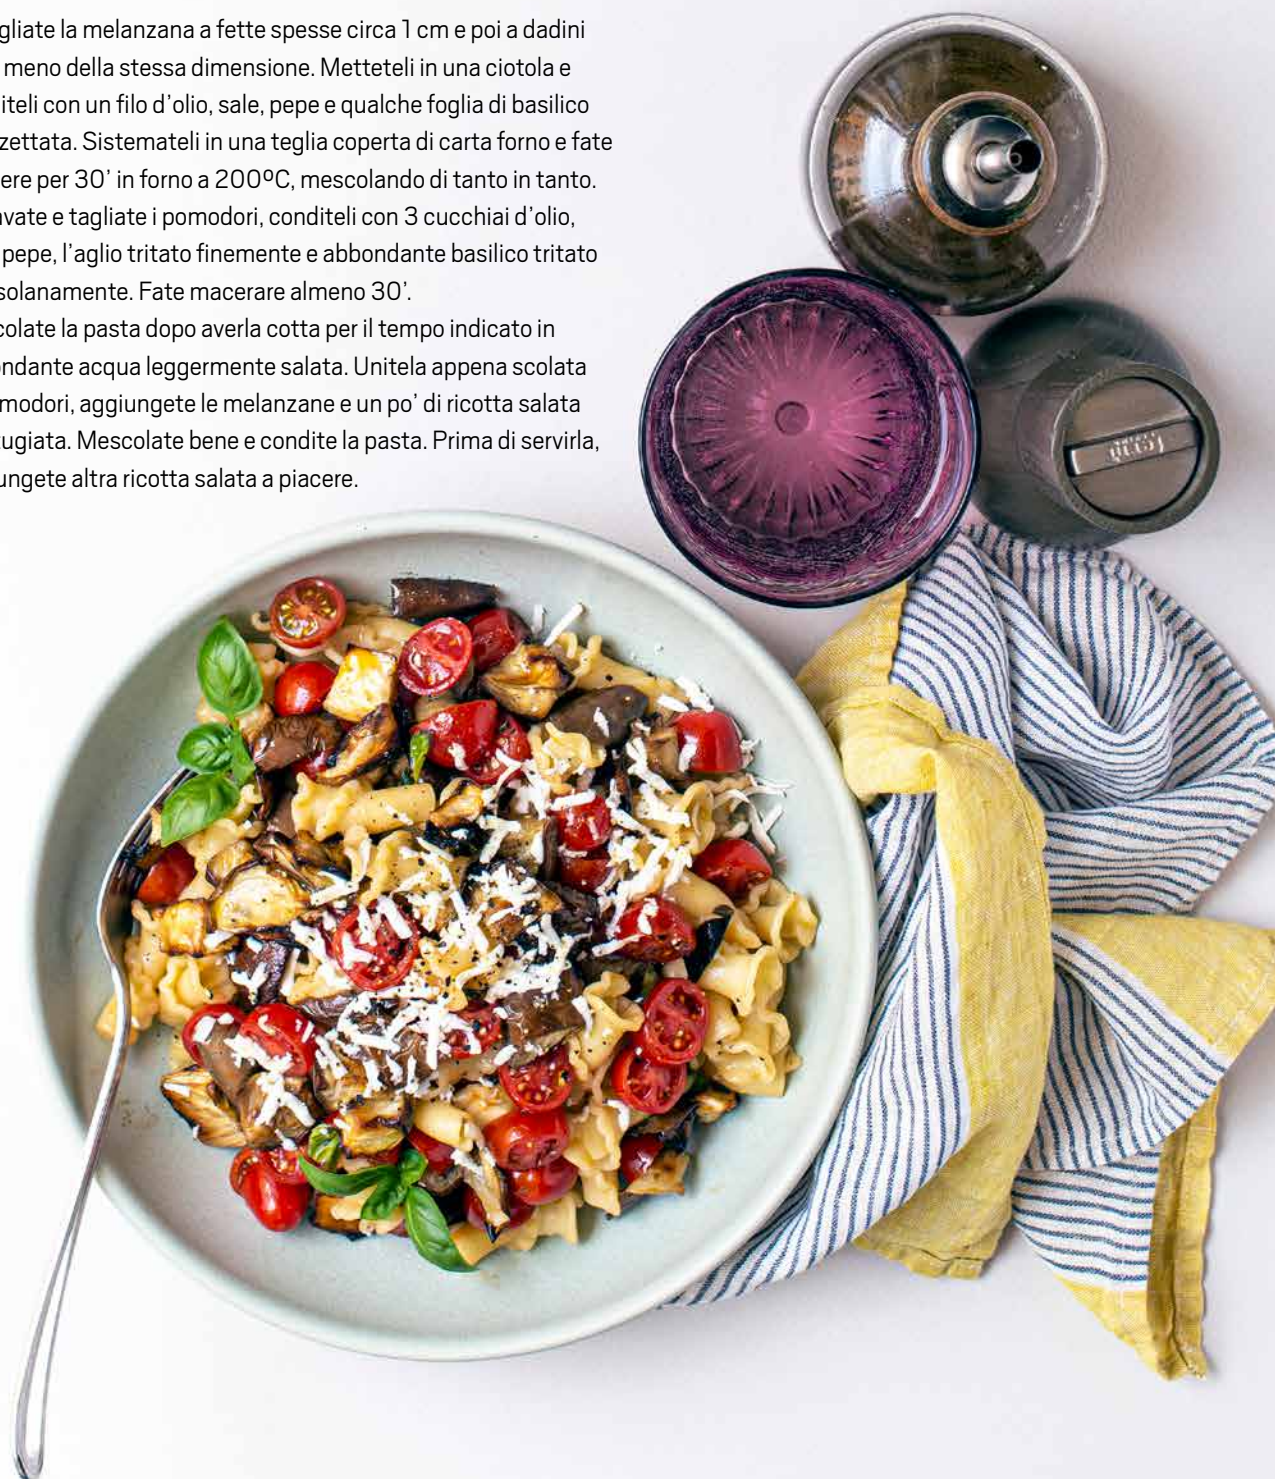 gliate la melanzana a fette spesse circa 1 cm e poi a dadini
meno della stessa dimensione. Metteteli in una ciotola e
iteli con un filo d'olio, sale, pepe e qualche foglia di basilico
zettata. Sistemateli in una teglia coperta di carta forno e fate
ere per 30' in forno a 200ºC, mescolando di tanto in tanto.
vate e tagliate i pomodori, conditeli con 3 cucchiai d'olio,
pepe, l'aglio tritato finemente e abbondante basilico tritato
solanamente. Fate macerare almeno 30'.
colate la pasta dopo averla cotta per il tempo indicato in
ndante acqua leggermente salata. Unitela appena scolata
modori, aggiungete le melanzane e un po' di ricotta salata
tugiata. Mescolate bene e condite la pasta. Prima di servirla,
ungete altra ricotta salata a piacere.